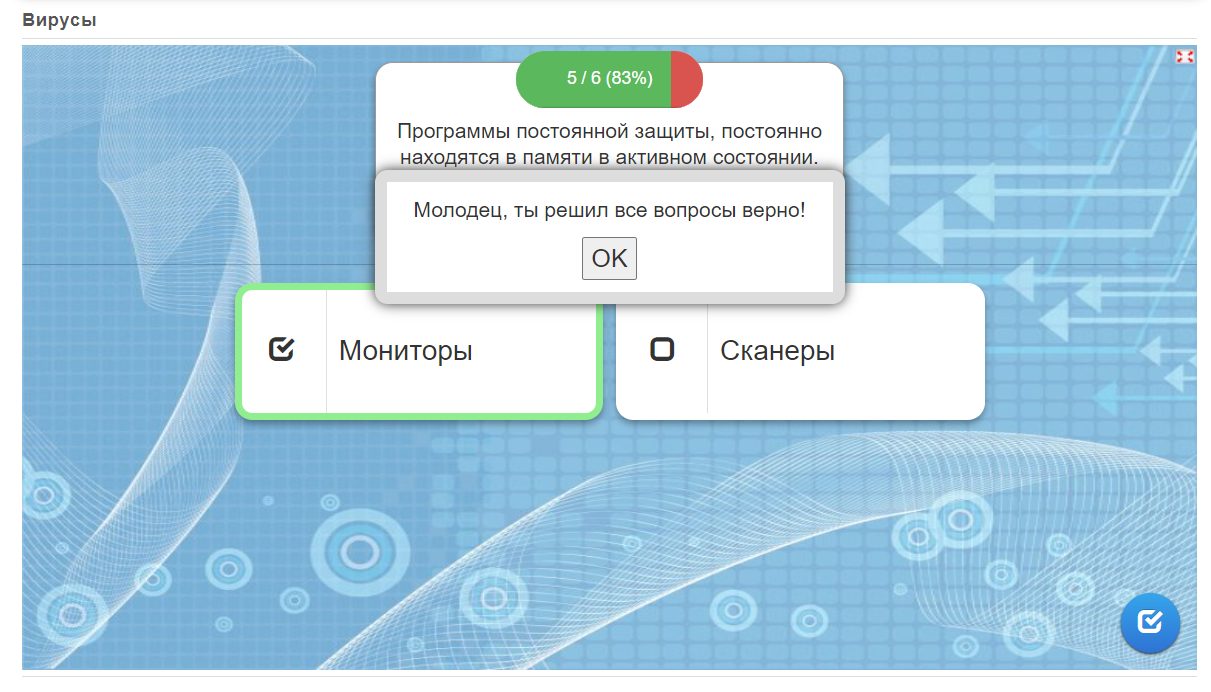 Вирусы
5 / 6 (83%)
Программы постоянной защиты, постоянно
находятся в памяти в активном состоянии.
Молодец, ты решил все вопросы верно!
OK
Мониторы
Сканеры